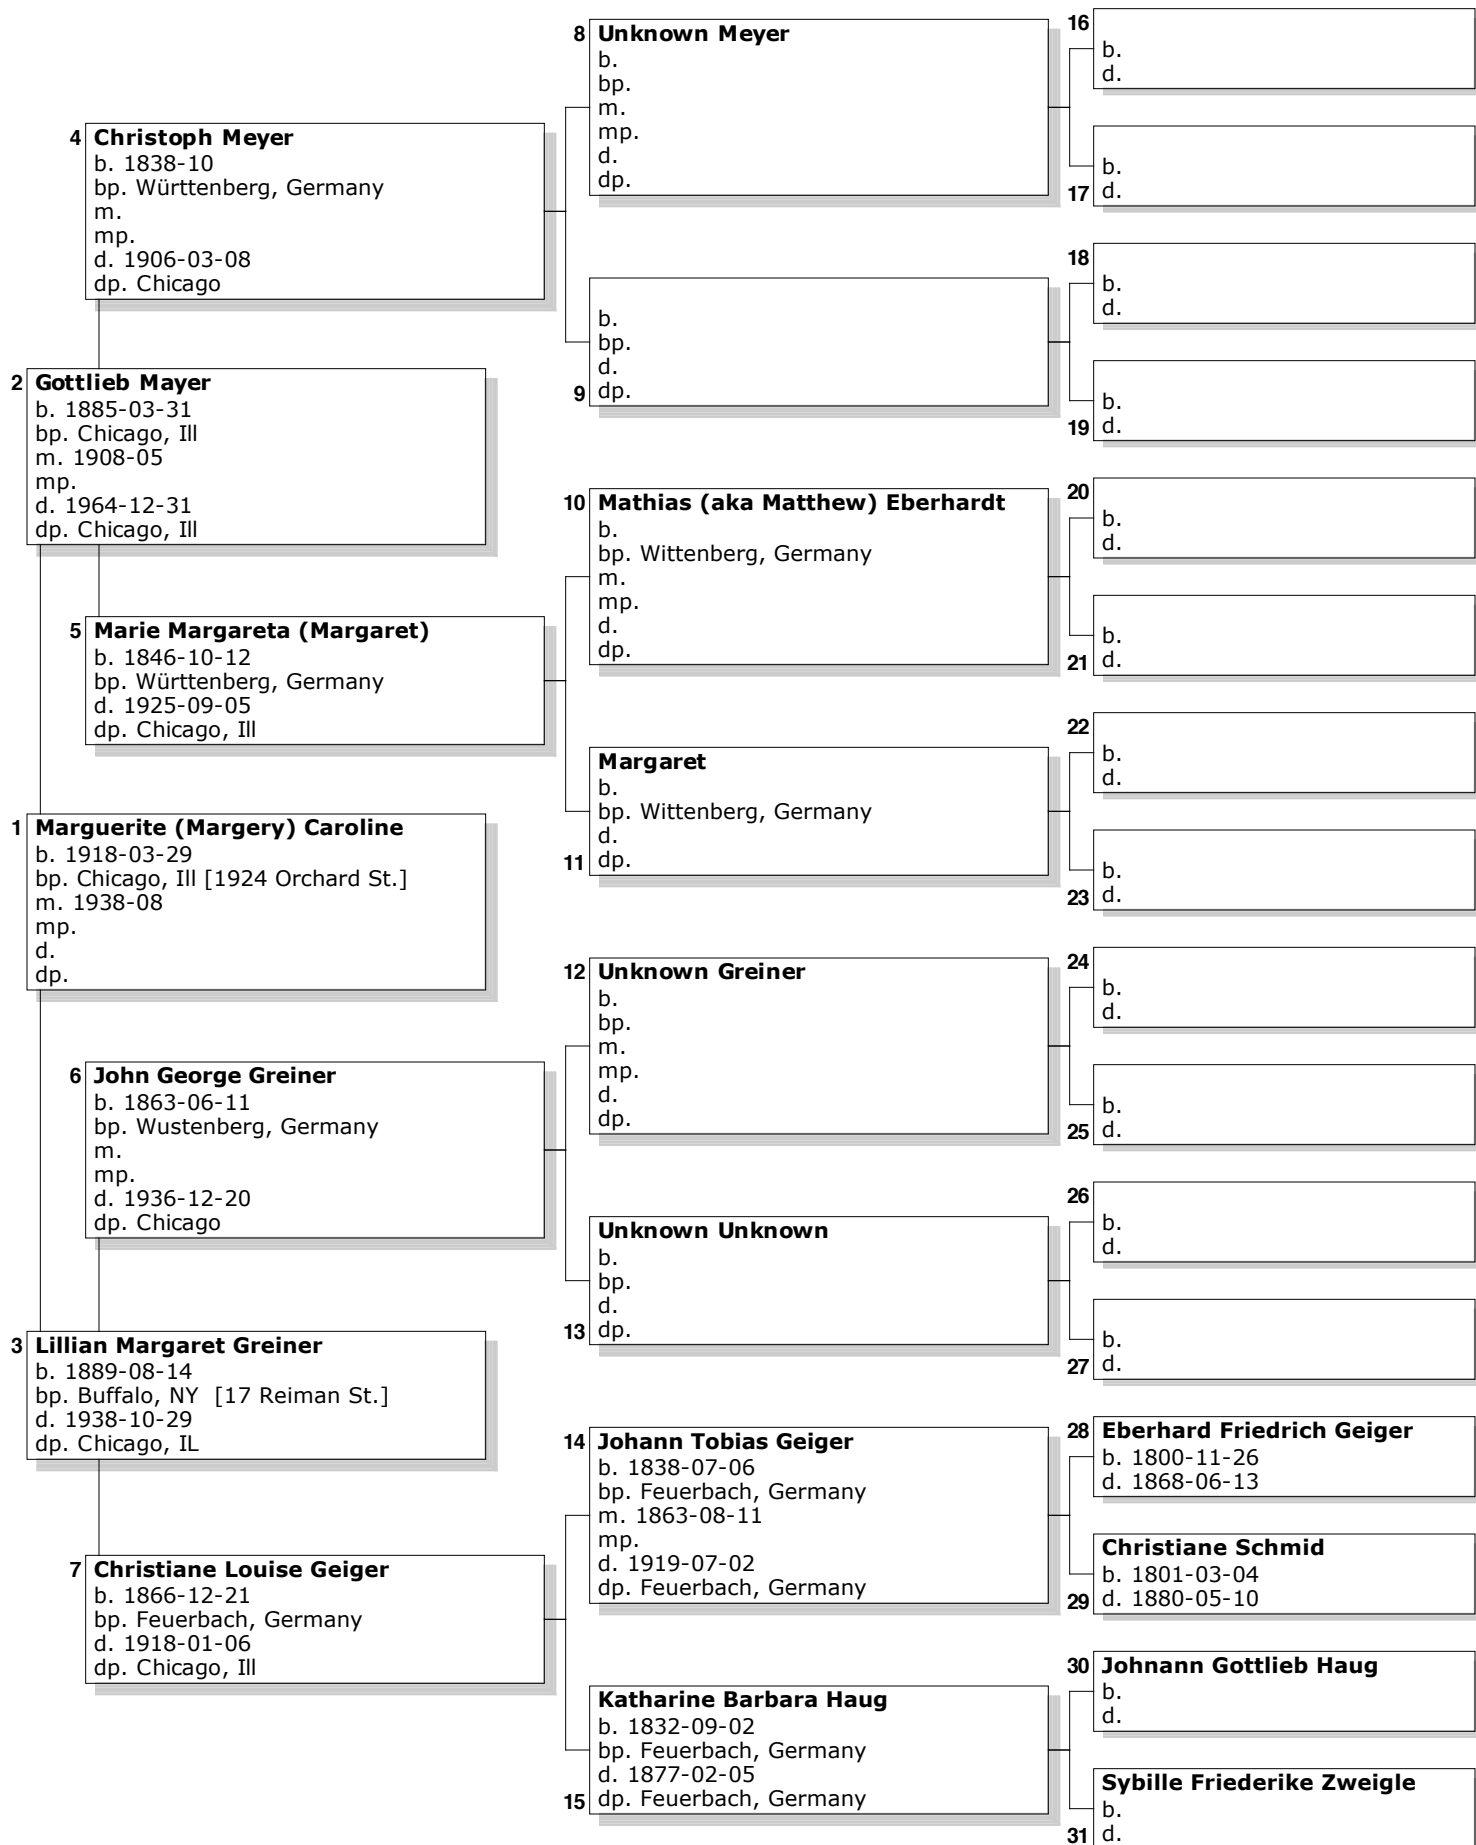 8 Unknown Meyer
b.
bp.
m.
mp.
d.
dp.
16
b.
d.
b.
17 d.
4 Christoph Meyer
b. 1838-10
bp. Württenberg, Germany
m.
mp.
d. 1906-03-08
dp. Chicago
b.
bp.
d.
9 dp.
18
b.
d.
b.
19 d.
2 Gottlieb Mayer
b. 1885-03-31
bp. Chicago, Ill
m. 1908-05
mp.
d. 1964-12-31
dp. Chicago, Ill
10 Mathias (aka Matthew) Eberhardt
b.
bp. Wittenberg, Germany
m.
mp.
d.
dp.
20
b.
d.
b.
21 d.
5 Marie Margareta (Margaret)
b. 1846-10-12
bp. Württenberg, Germany
d. 1925-09-05
dp. Chicago, Ill
Margaret
b.
bp. Wittenberg, Germany
d.
11 dp.
22
b.
d.
b.
23 d.
1 Marguerite (Margery) Caroline
b. 1918-03-29
bp. Chicago, Ill [1924 Orchard St.]
m. 1938-08
mp.
d.
dp.
12 Unknown Greiner
b.
bp.
m.
mp.
d.
dp.
24
b.
d.
b.
25 d.
6 John George Greiner
b. 1863-06-11
bp. Wustenberg, Germany
m.
mp.
d. 1936-12-20
dp. Chicago
Unknown Unknown
b.
bp.
d.
13 dp.
26
b.
d.
b.
27 d.
3 Lillian Margaret Greiner
b. 1889-08-14
bp. Buffalo, NY [17 Reiman St.]
d. 1938-10-29
dp. Chicago, IL
14 Johann Tobias Geiger
b. 1838-07-06
bp. Feuerbach, Germany
m. 1863-08-11
mp.
d. 1919-07-02
dp. Feuerbach, Germany
28 Eberhard Friedrich Geiger
b. 1800-11-26
d. 1868-06-13
Christiane Schmid
b. 1801-03-04
29 d. 1880-05-10
7 Christiane Louise Geiger
b. 1866-12-21
bp. Feuerbach, Germany
d. 1918-01-06
dp. Chicago, Ill
Katharine Barbara Haug
b. 1832-09-02
bp. Feuerbach, Germany
d. 1877-02-05
15 dp. Feuerbach, Germany
30 Johnann Gottlieb Haug
b.
d.
Sybille Friederike Zweigle
b.
31 d.